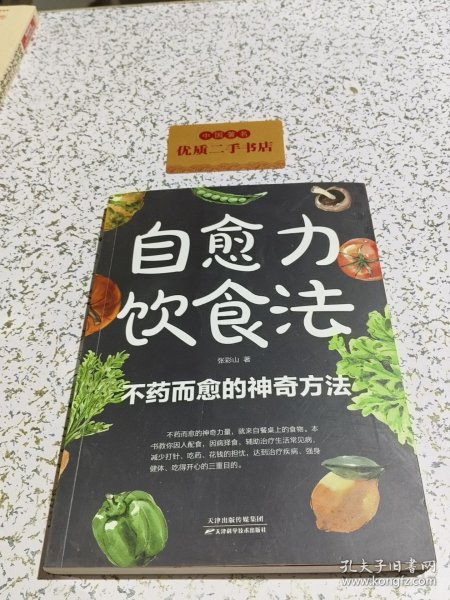 中国著名
优质二手书店
自愈力
饮食法
张彩山 著
不药而愈的神奇方法
不药而愈的神奇力量，就来自餐桌上的食物。本
书教你因人配食，因病择食，辅助治疗生活常见病，
减少打针、吃药、花钱的担忧，达到治疗疾病、强身
健体、吃得开心的三重目的。
天津出版传媒集团
天津科学技术出版社
孔夫子旧书网
www.kongfz.com